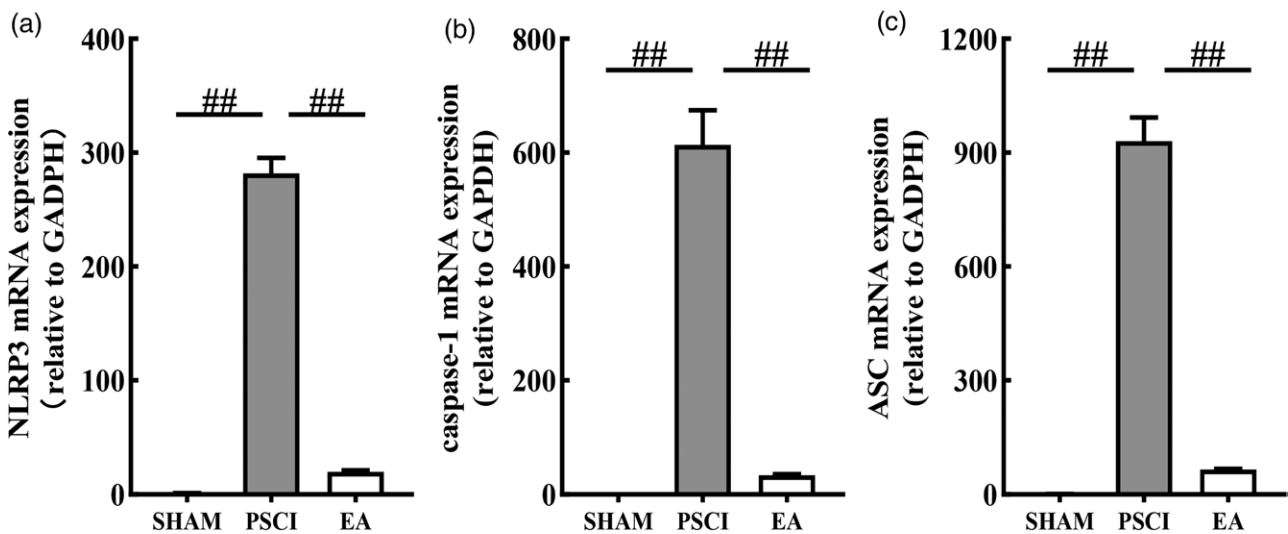 (a)
NLRP3 mRNA expression
(relative to GADPH)
400
300
200
100
0
##
##
SHAM
PSCI
EA
(b)
caspase-1 mRNA expression
(relative to GAPDH)
800
600
400
200
0
##
##
SHAM
PSCI
EA
(c)
ASC mRNA expression
(relative to GADPH)
1200
900
600
300
0
##
##
SHAM
PSCI
EA